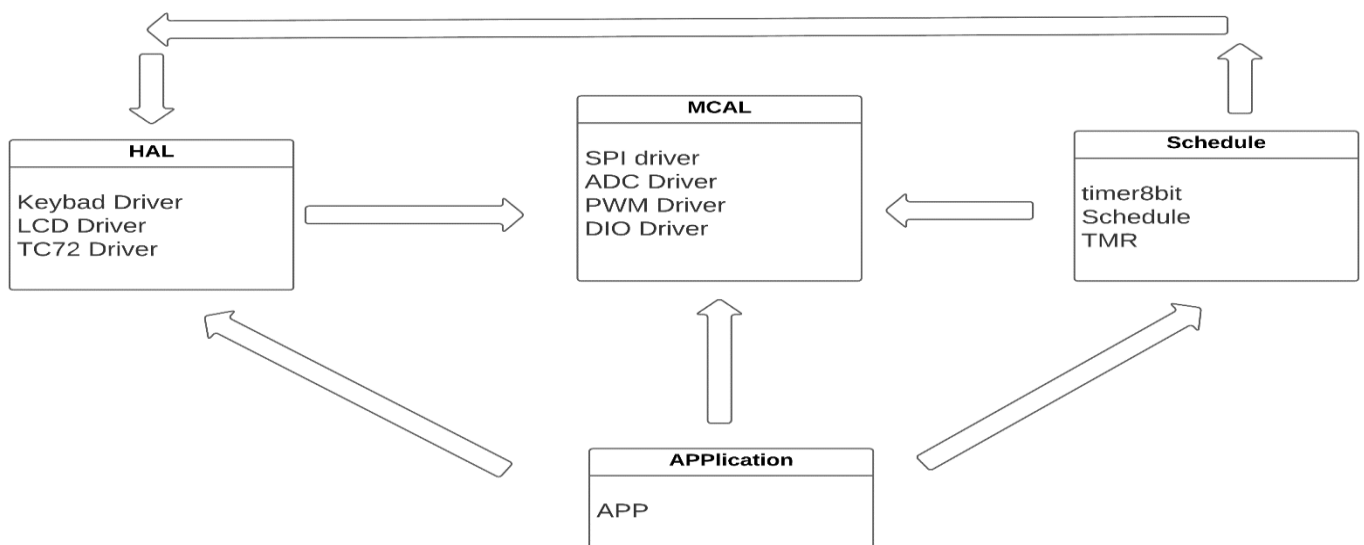 HAL
Keybad Driver
LCD Driver
TC72 Driver
MCAL
SPI driver
ADC Driver
PWM Driver
DIO Driver
Schedule
timer8bit
Schedule
TMR
APPlication
APP